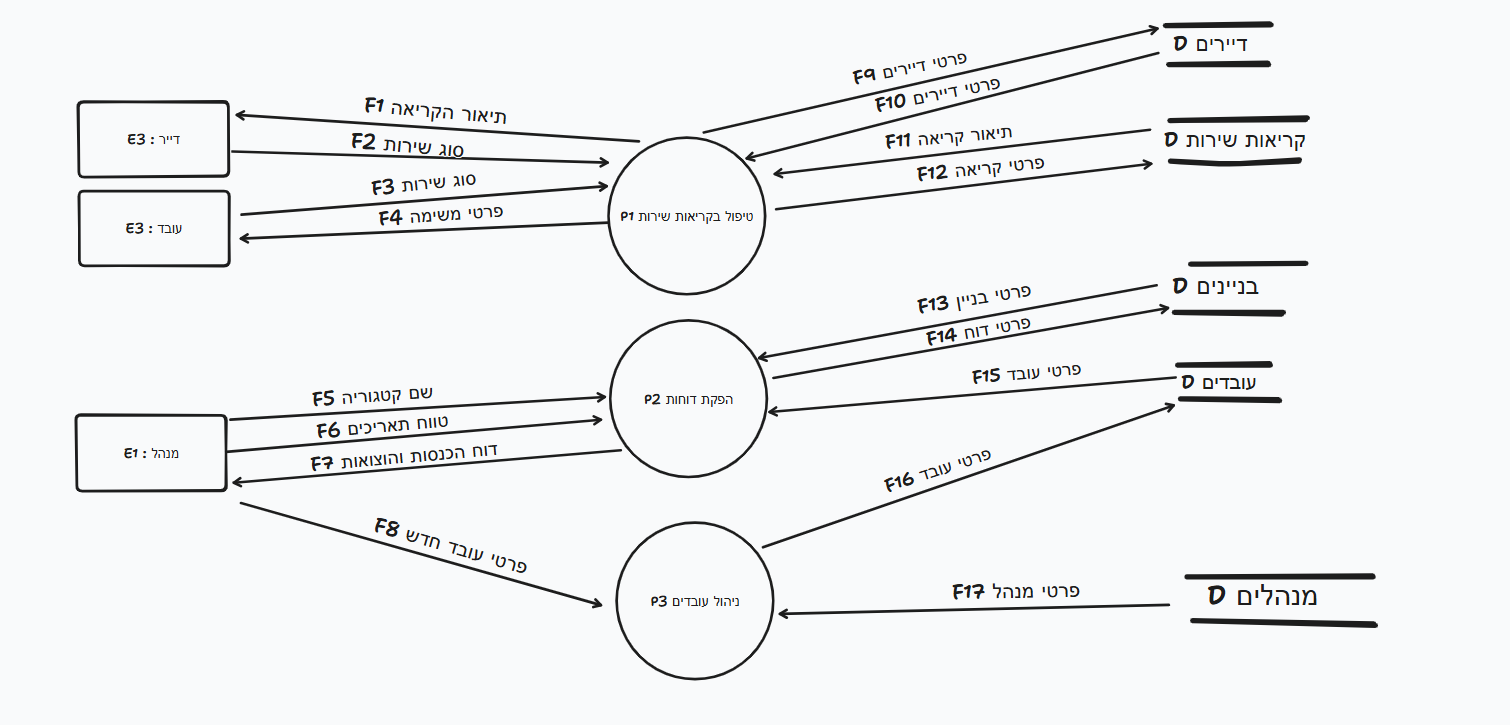 D דיירים
F9 פרטי דיירים
F10 פרטי דיירים
F1 תיאור הקריאה
E3 : דייר
F2 סוג שירות
F11 תיאור קריאה
D קריאות שירות
F12 פרטי קריאה
F3 סוג שירות
F4 פרטי משימה
P1 טיפול בקריאות שירות
E3 : עובד
D בניינים
F13 פרטי בניין
F14 פרטי דוח
F15 פרטי עובד
D עובדים
F5 שם קטגוריה
P2 הפקת דוחות
F6 טווח תאריכים
E1 : מנהל
F7 דוח הכנסות והוצואות
F16 פרטי עובד
F8 פרטי עובד חדש
P3 ניהול עובדים
F17 פרטי מנהל
D מנהלים